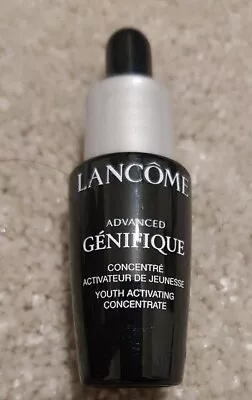 LANCÔME
ADVANCED
GÉNIFIQUE
CONCENTRÉ
ACTIVATEUR DE JEUNESSE
YOUTH ACTIVATING
CONCENTRATE